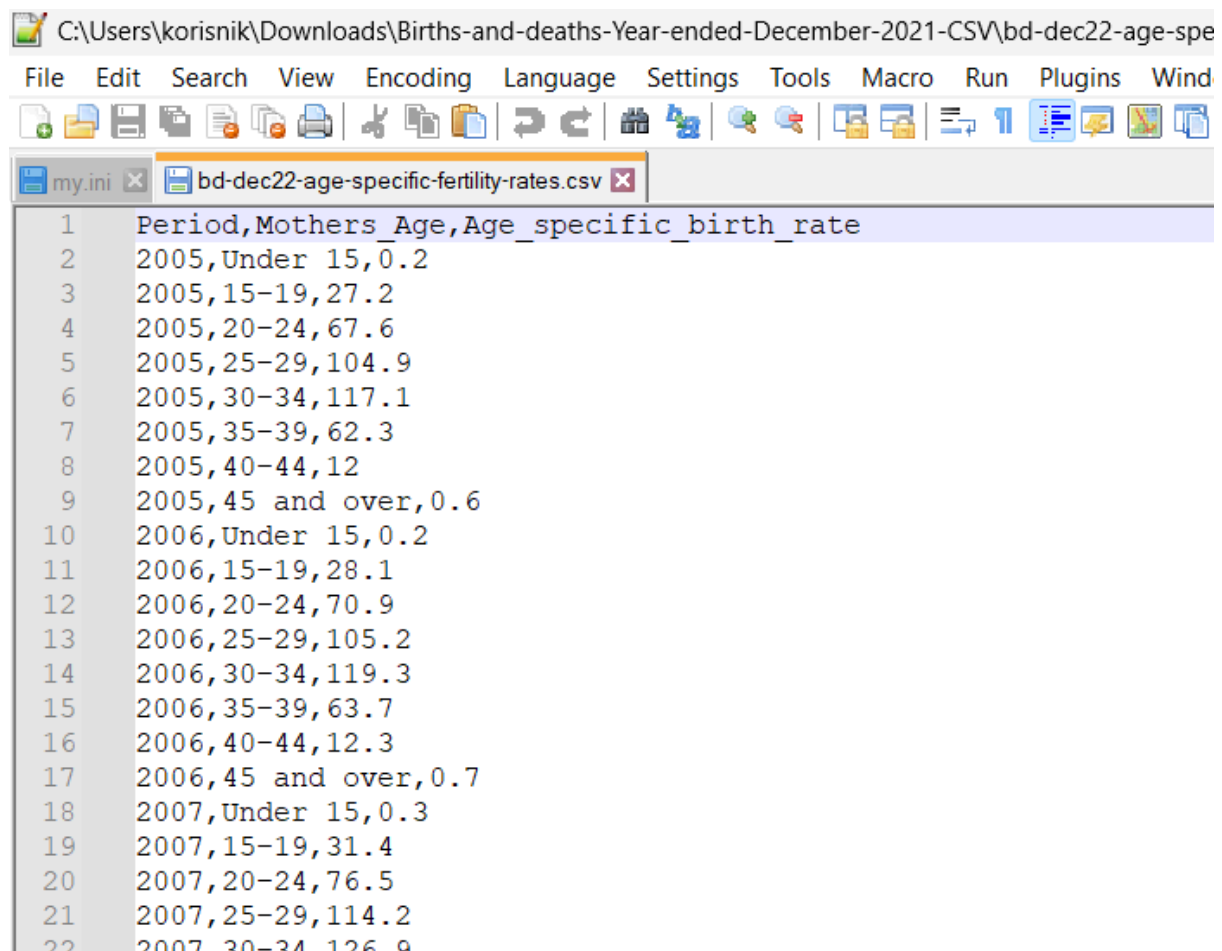 C:\Users\korisnik\Downloads\Births-and-deaths-Year-ended-December-2021-CSV\bd-dec22-age-spe
File Edit Search View Encoding Language Settings Tools Macro Run Plugins Wind
my.ini bd-dec22-age-specific-fertility-rates.csv
1 Period,Mothers_Age,Age_specific_birth_rate
2 2005,Under 15,0.2
3 2005,15-19,27.2
4 2005,20-24,67.6
5 2005,25-29,104.9
6 2005,30-34,117.1
7 2005,35-39,62.3
8 2005,40-44,12
9 2005,45 and over,0.6
10 2006,Under 15,0.2
11 2006,15-19,28.1
12 2006,20-24,70.9
13 2006,25-29,105.2
14 2006,30-34,119.3
15 2006,35-39,63.7
16 2006,40-44,12.3
17 2006,45 and over,0.7
18 2007,Under 15,0.3
19 2007,15-19,31.4
20 2007,20-24,76.5
21 2007,25-29,114.2
22 2007,30-34,126.9